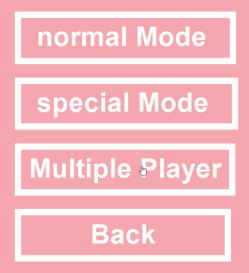 normal Mode
special Mode
Multiple Player
Back